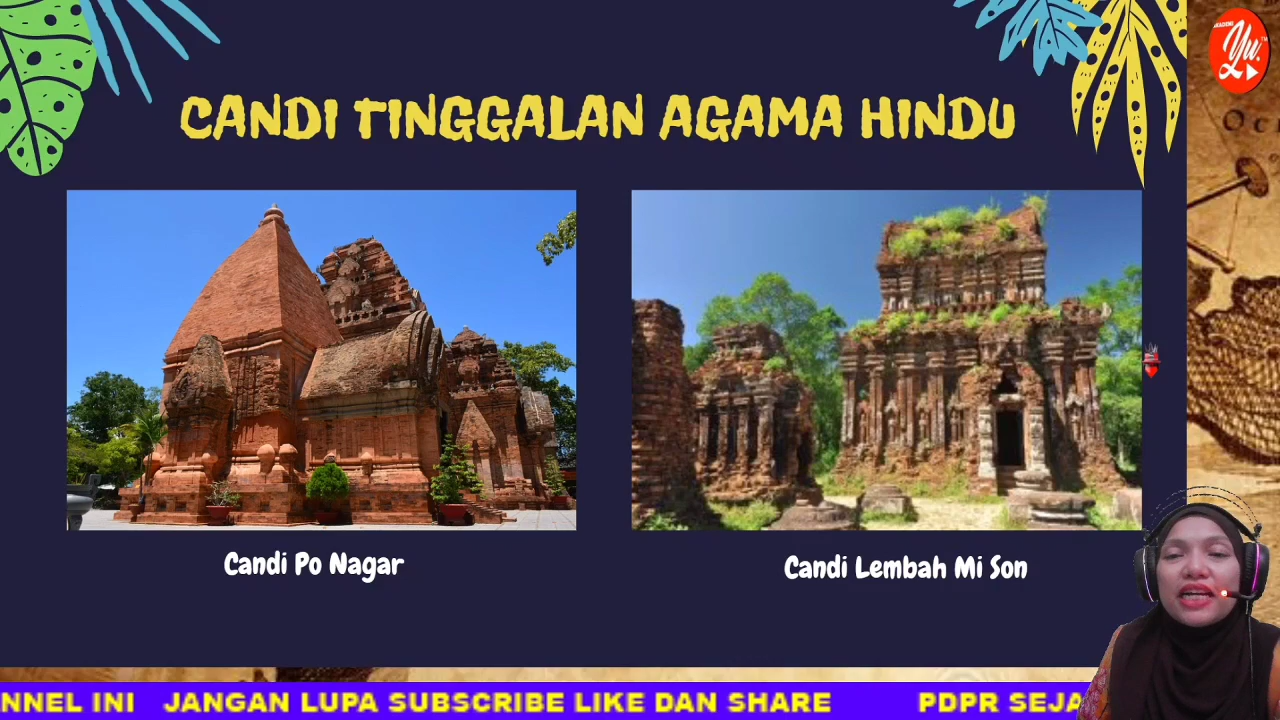 CANDI TINGGALAN AGAMA HINDU
Candi Po Nagar
Candi Lembah Mi Son
NNEL INI JANGAN LUPA SUBSCRIBE LIKE DAN SHARE PDPR SEJA
Yu.